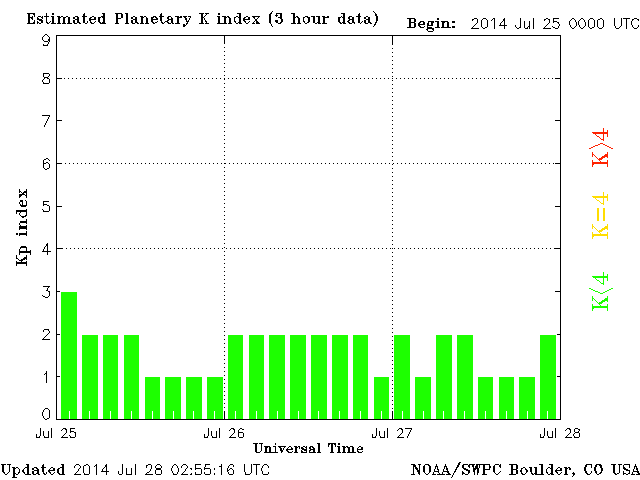 Estimated Planetary K index (3 hour data)
Begin: 2014 Jul 25 0000 UTC
9
8
7
6
5
4
3
2
1
0
Kp index
K>4
K=4
K<4
Jul 25
Jul 26
Jul 27
Jul 28
Universal Time
Updated 2014 Jul 28 02:55:16 UTC
NOAA/SWPC Boulder, CO USA